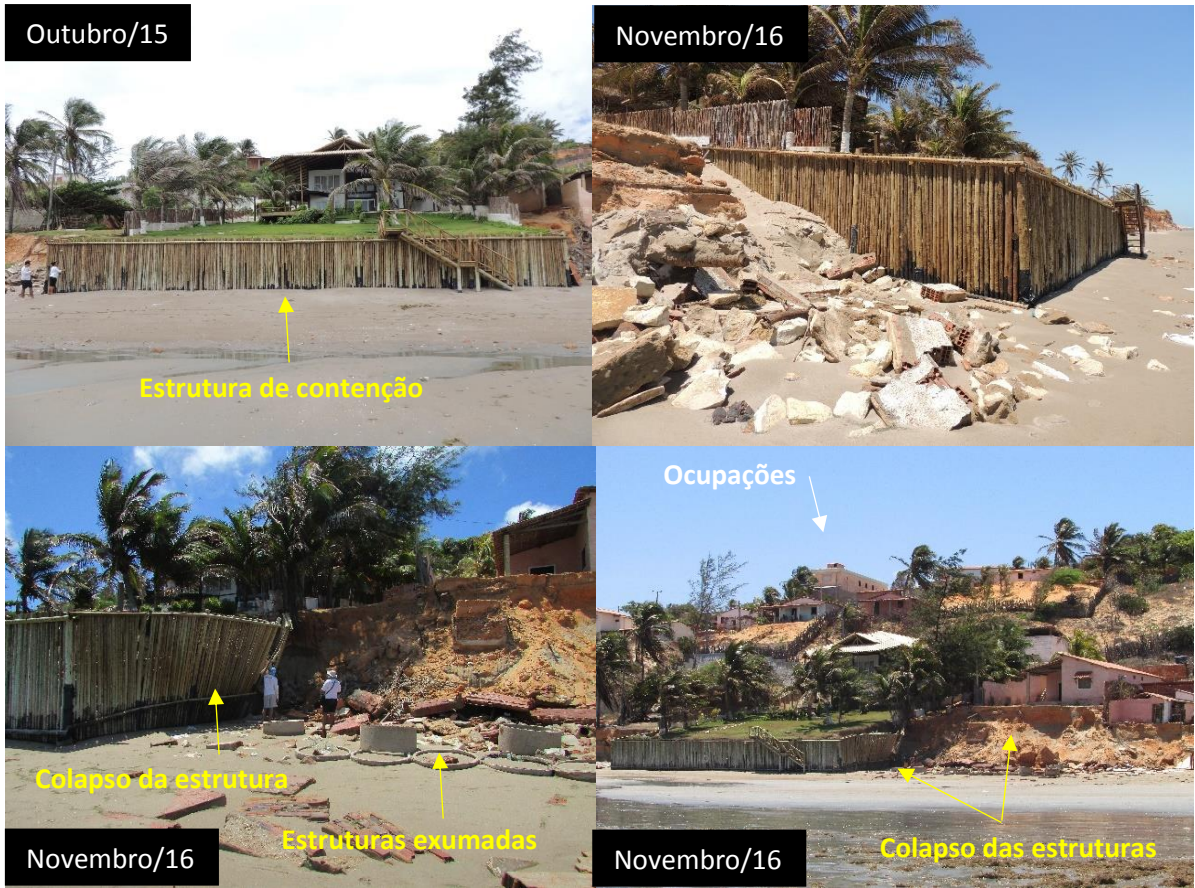 Outubro/15
Estrutura de contenção
Novembro/16
Colapso da estrutura
Estruturas exumadas
Novembro/16
Ocupações
Colapso das estruturas
Novembro/16